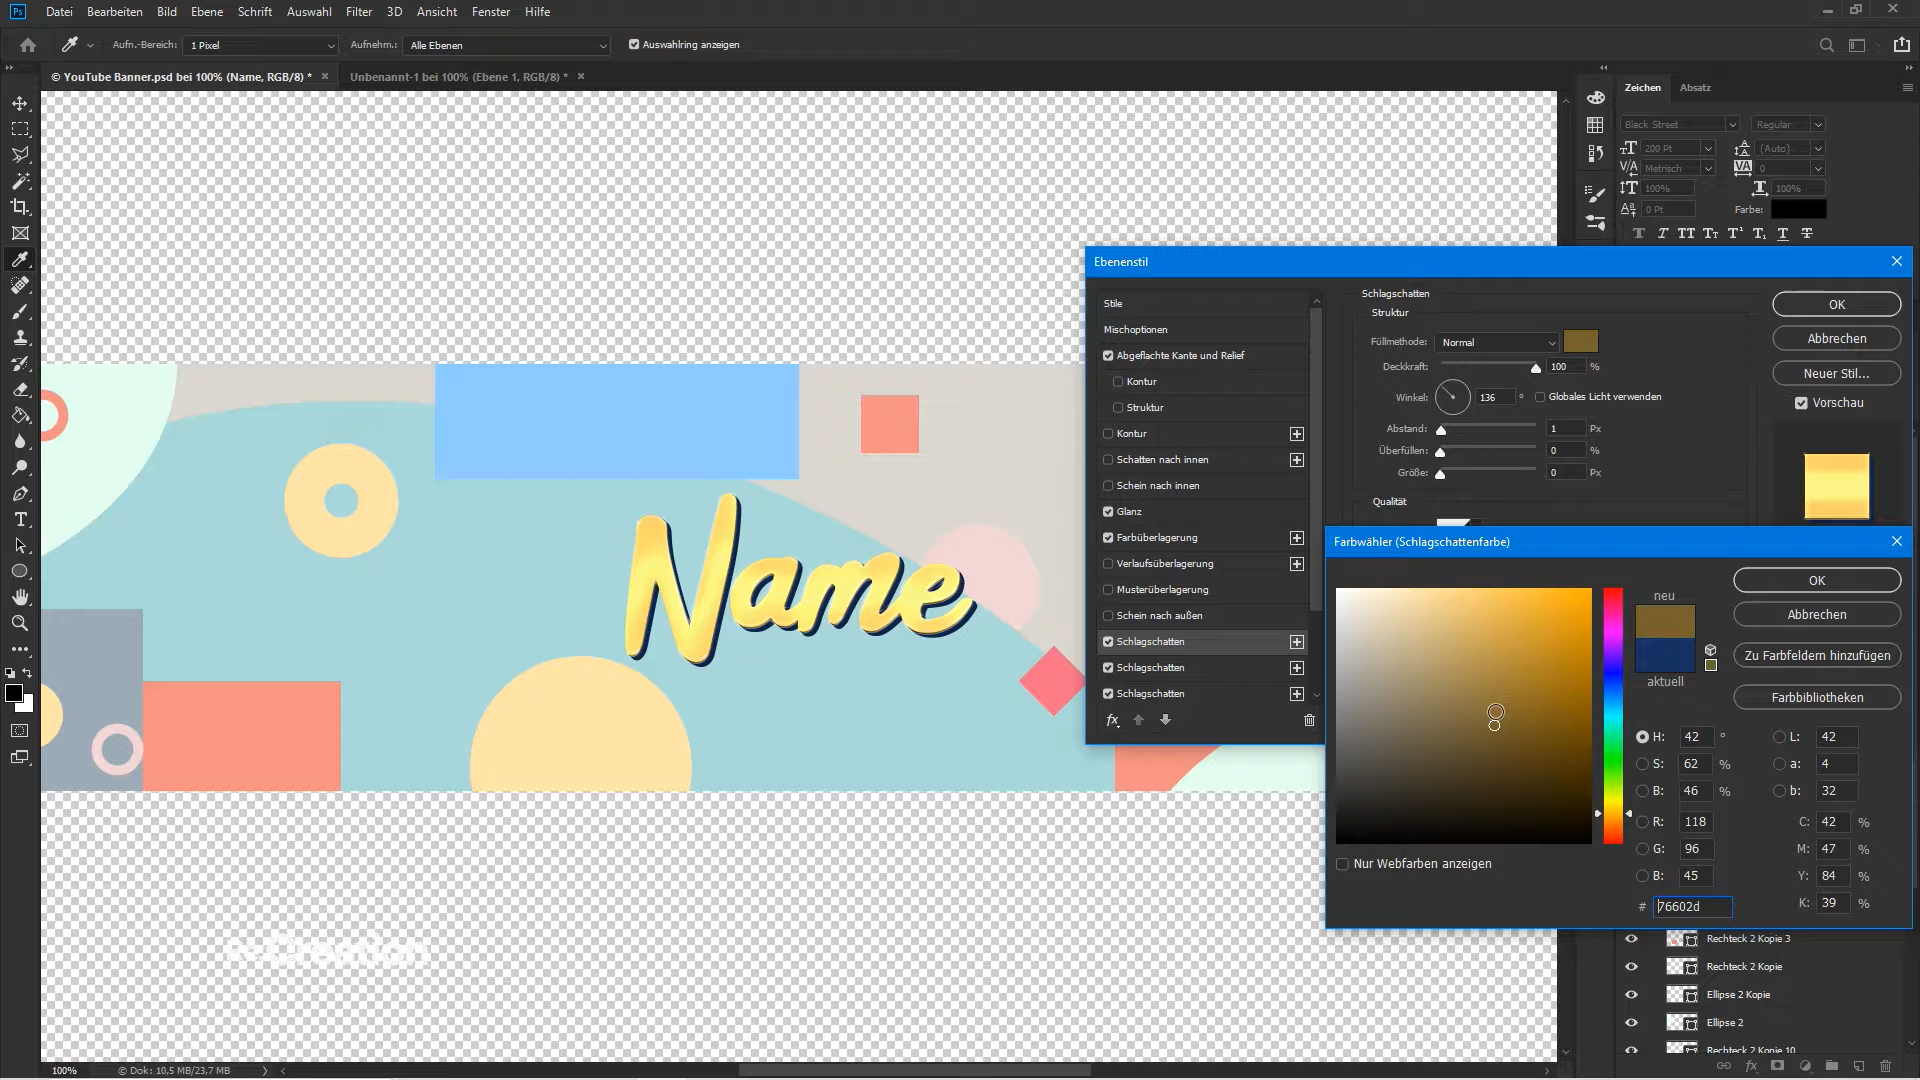 Ps Datei Bearbeiten Bild Ebene Schrift Auswahl Filter 3D Ansicht Fenster Hilfe
Aufn.-Bereich: 1 Pixel Aufnehm.: Alle Ebenen Auswahlring anzeigen
© YouTube Banner.psd bei 100% (Name, RGB/8) * × Unbenannt-1 bei 100% (Ebene 1, RGB/8) * ×
Zeichen Absatz
Black Street Regular
200 Pt (Auto)
Metrisch 0
100% 100%
0 Pt Farbe:
Name
Ebenenstil
Stile
Mischoptionen
Abgeflachte Kante und Relief
Kontur
Struktur
Kontur
Schatten nach innen
Schein nach innen
Glanz
Farbüberlagerung
Verlaufsüberlagerung
Musterüberlagerung
Schein nach außen
Schlagschatten
Schlagschatten
Schlagschatten
fx
Schlagschatten
Struktur
Füllmethode: Normal
Deckkraft: 100 %
Winkel: 136 ° Globales Licht verwenden
Abstand: 1 Px
Überfüllen: 0 %
Größe: 0 Px
Qualität
OK
Abbrechen
Neuer Stil...
Vorschau
Farbwähler (Schlagschattenfarbe)
neu
aktuell
OK
Abbrechen
Zu Farbfeldern hinzufügen
Farbbibliotheken
H: 42 ° L: 42
S: 62 % a: 4
B: 46 % b: 32
R: 118 C: 42 %
G: 96 M: 47 %
B: 45 Y: 84 %
# 76602d K: 39 %
Nur Webfarben anzeigen
Rechteck 2 Kopie 3
Rechteck 2 Kopie
Ellipse 2 Kopie
Ellipse 2
Rechteck 2 Kopie 10
100% © Dok: 10,5 MB/23,7 MB